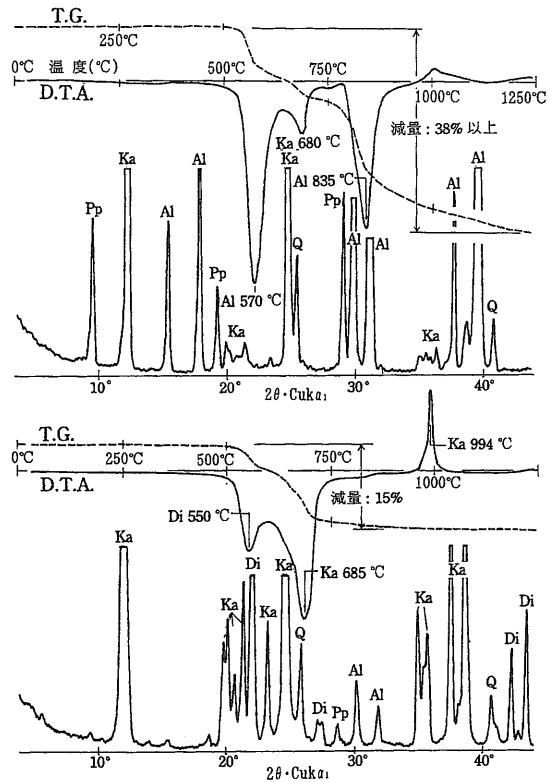 T.G.
250℃
0℃ 温度(℃) 500℃ 750℃
1000℃ 1250℃
D.T.A.
減量：38%以上
Ka 680 ℃
Ka Al Ka Al 835 ℃ Al
Pp Al Pp Al
Q
Pp Al Al
Al 570 ℃
Ka Ka Q
10° 20° 30° 40°
2θ・Cukα1
T.G.
0℃ 250℃ 500℃ 750℃
Ka 994 ℃
1000℃
D.T.A.
減量：15%
Di 550 ℃
Ka
Di Ka Ka 685 ℃ Ka
Ka Ka Ka Di
Q Di
Al Al Q
Di Pp
10° 20° 30° 40°
2θ・Cukα1